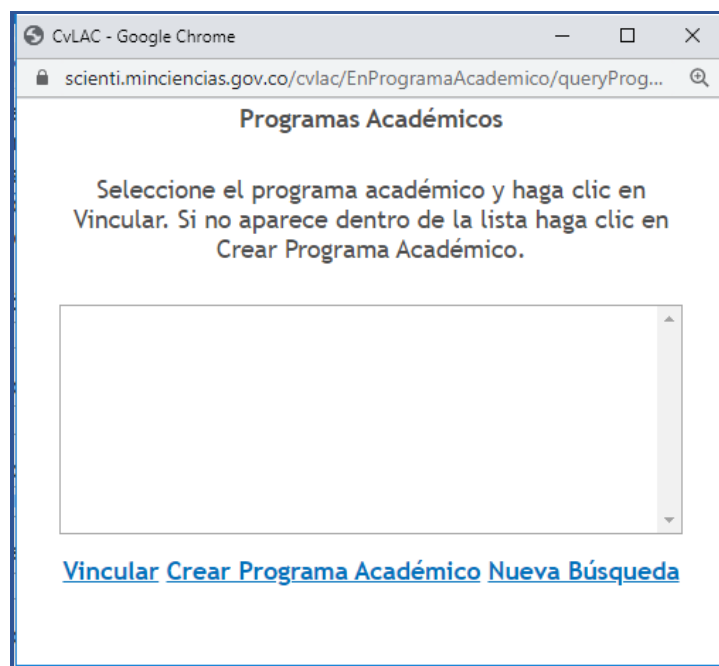 CvLAC - Google Chrome
scienti.minciencias.gov.co/cvlac/EnProgramaAcademico/queryProg...
Programas Académicos
Seleccione el programa académico y haga clic en
Vincular. Si no aparece dentro de la lista haga clic en
Crear Programa Académico.
Vincular Crear Programa Académico Nueva Búsqueda